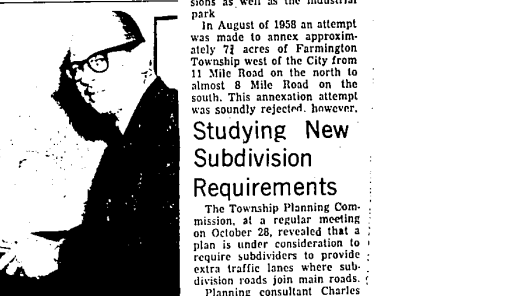 sions as well as the industrial
park
In August of 1958 an attempt
was made to annex approxim-
ately 7¾ acres of Farmington
Township west of the City from
11 Mile Road on the north to
almost 8 Mile Road on the
south. This annexation attempt
was soundly rejected, however,
Studying New
Subdivision
Requirements
The Township Planning Com-
mission, at a regular meeting
on October 28, revealed that a
plan is under consideration to
require subdividers to provide
extra traffic lanes where sub-
division roads join main roads.
Planning consultant Charles